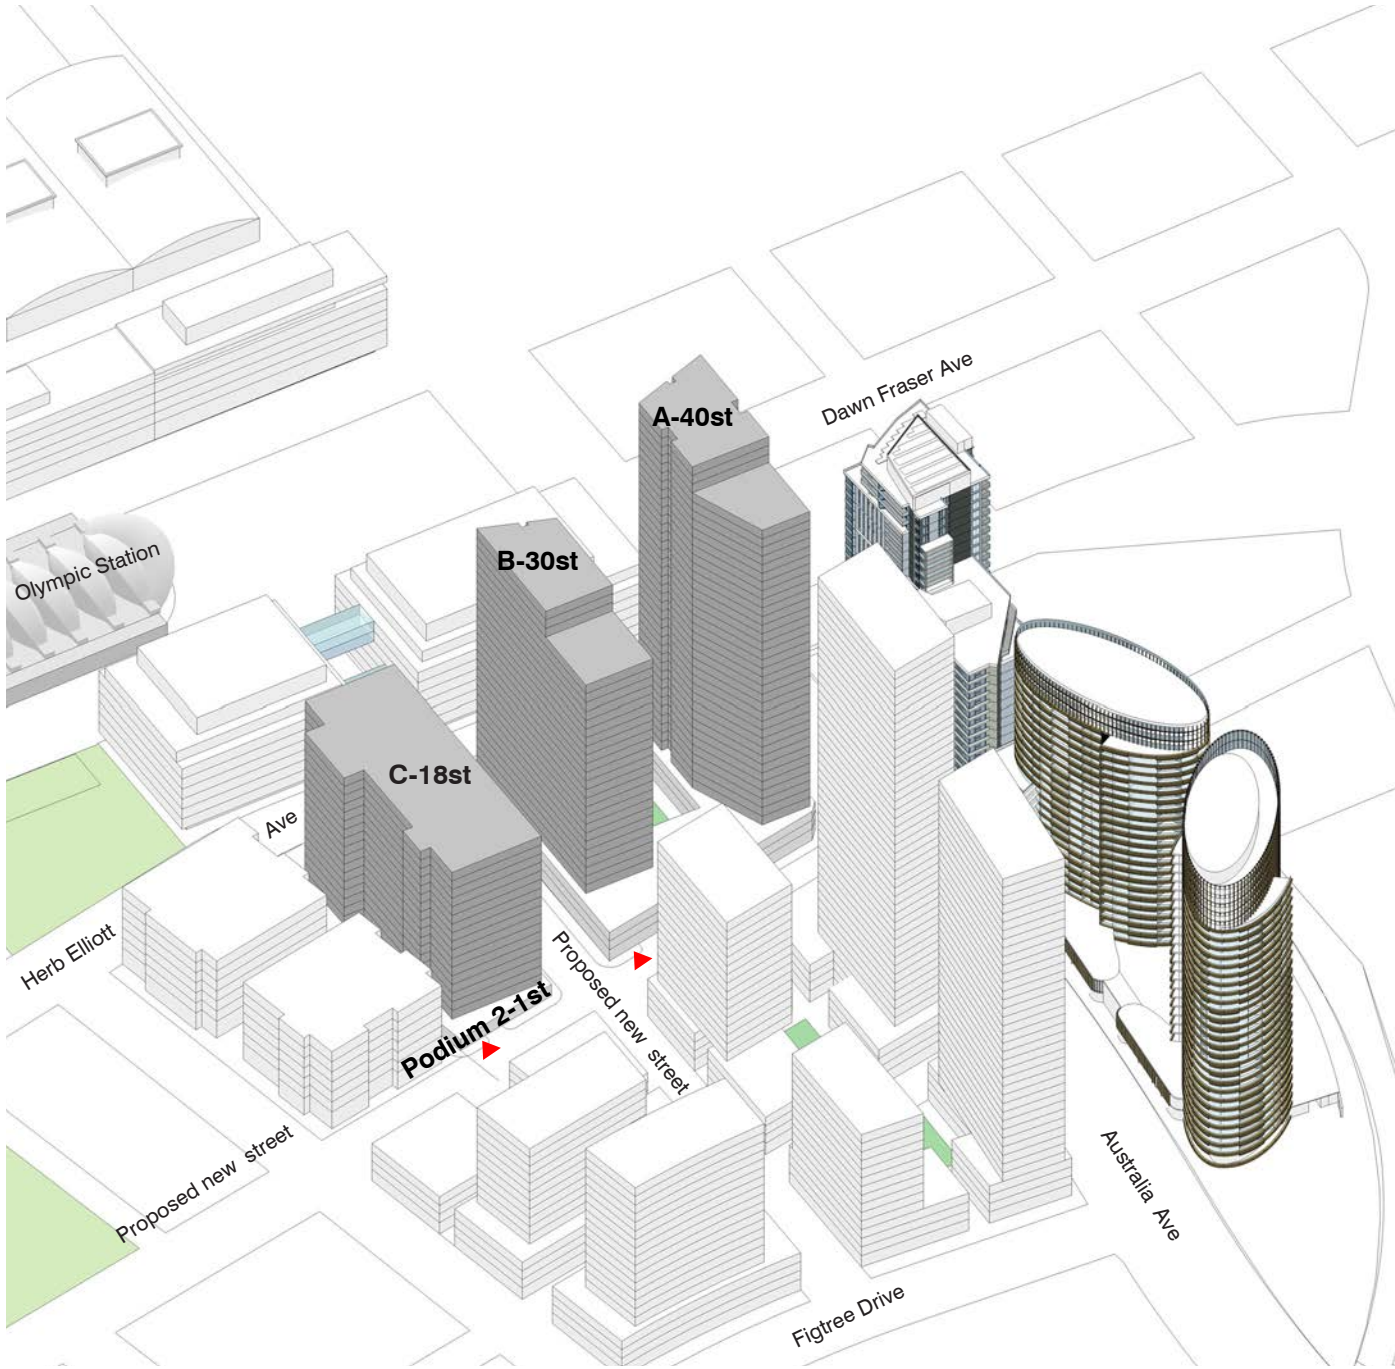 Dawn Fraser Ave
A-40st
B-30st
Olympic Station
C-18st
Ave
Herb Elliott
Proposed new street
Podium 2-1st
Proposed new street
Australia Ave
Figtree Drive